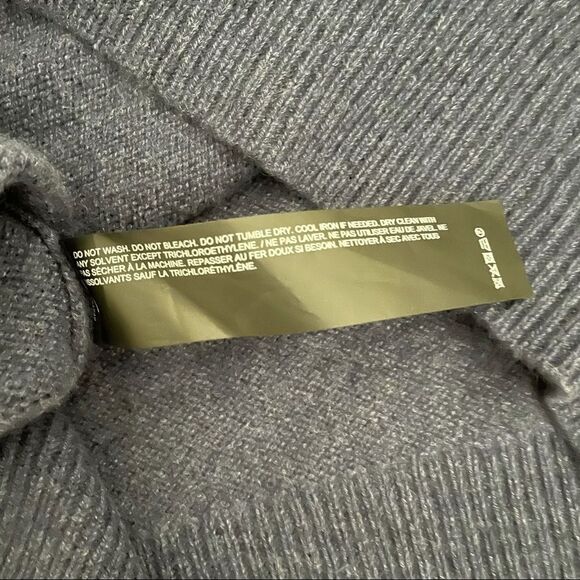 DO NOT WASH. DO NOT BLEACH. DO NOT TUMBLE DRY. COOL IRON IF NEEDED. DRY CLEAN WITH
ANY SOLVENT EXCEPT TRICHLOROETHYLENE. / NE PAS LAVER. NE PAS UTILISER EAU DE JAVEL. NE
PAS SÉCHER À LA MACHINE. REPASSER AU FER DOUX SI BESOIN. NETTOYER À SEC AVEC TOUS
DISSOLVANTS SAUF LA TRICHLORÉTHYLÈNE.